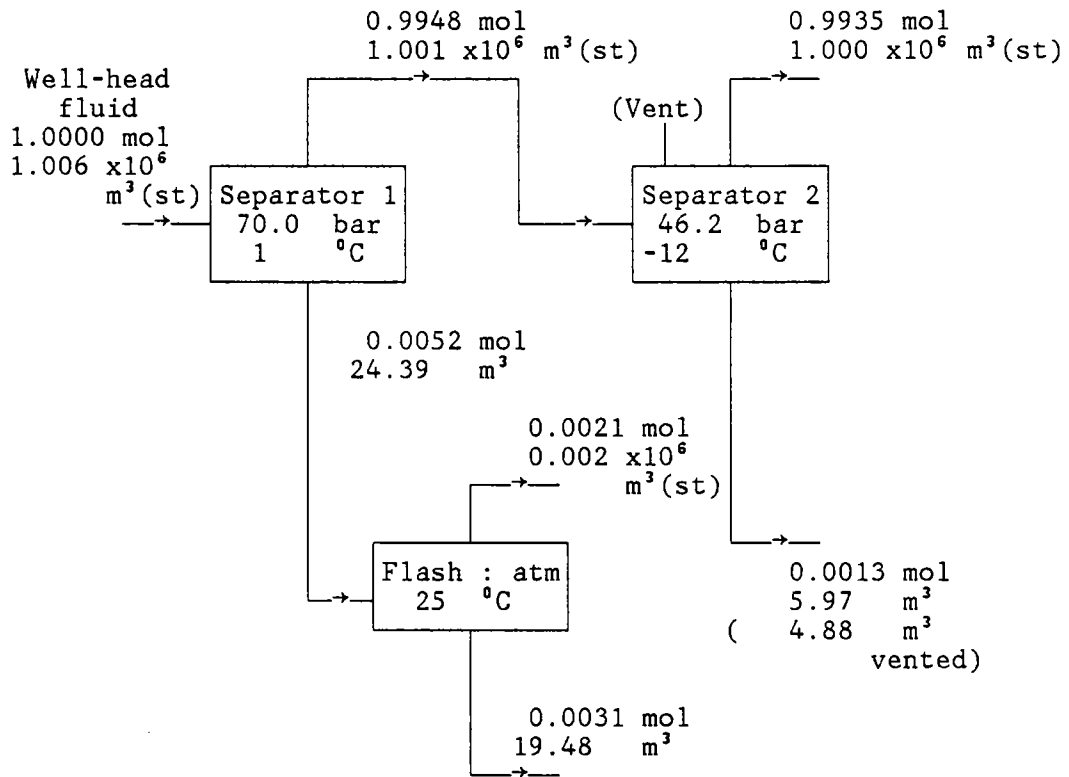 0.9948 mol
1.001 x10⁶ m³(st)
0.9935 mol
1.000 x10⁶ m³(st)
Well-head
fluid
1.0000 mol
1.006 x10⁶
m³(st)
(Vent)
Separator 1
70.0 bar
1 ⁰C
Separator 2
46.2 bar
-12 ⁰C
0.0052 mol
24.39 m³
0.0021 mol
0.002 x10⁶
m³(st)
Flash : atm
25 ⁰C
0.0013 mol
5.97 m³
( 4.88 m³
vented)
0.0031 mol
19.48 m³